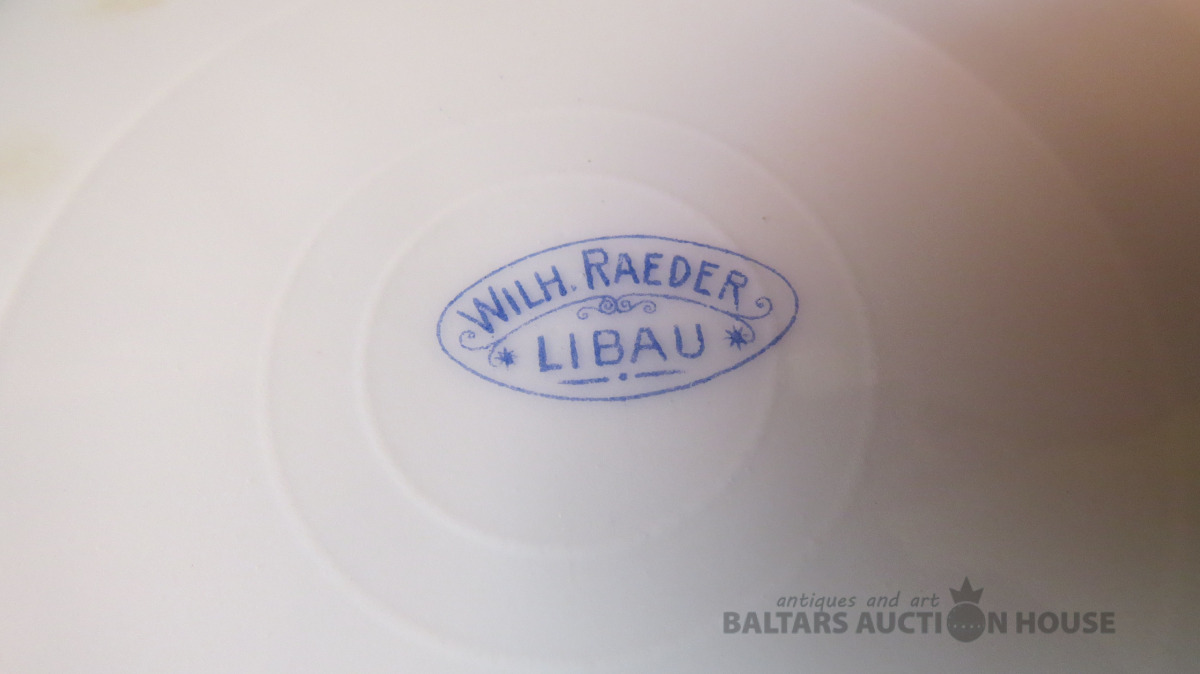 WILH. RAEDER
LIBAU
antiques and art
BALTARS AUCTION HOUSE